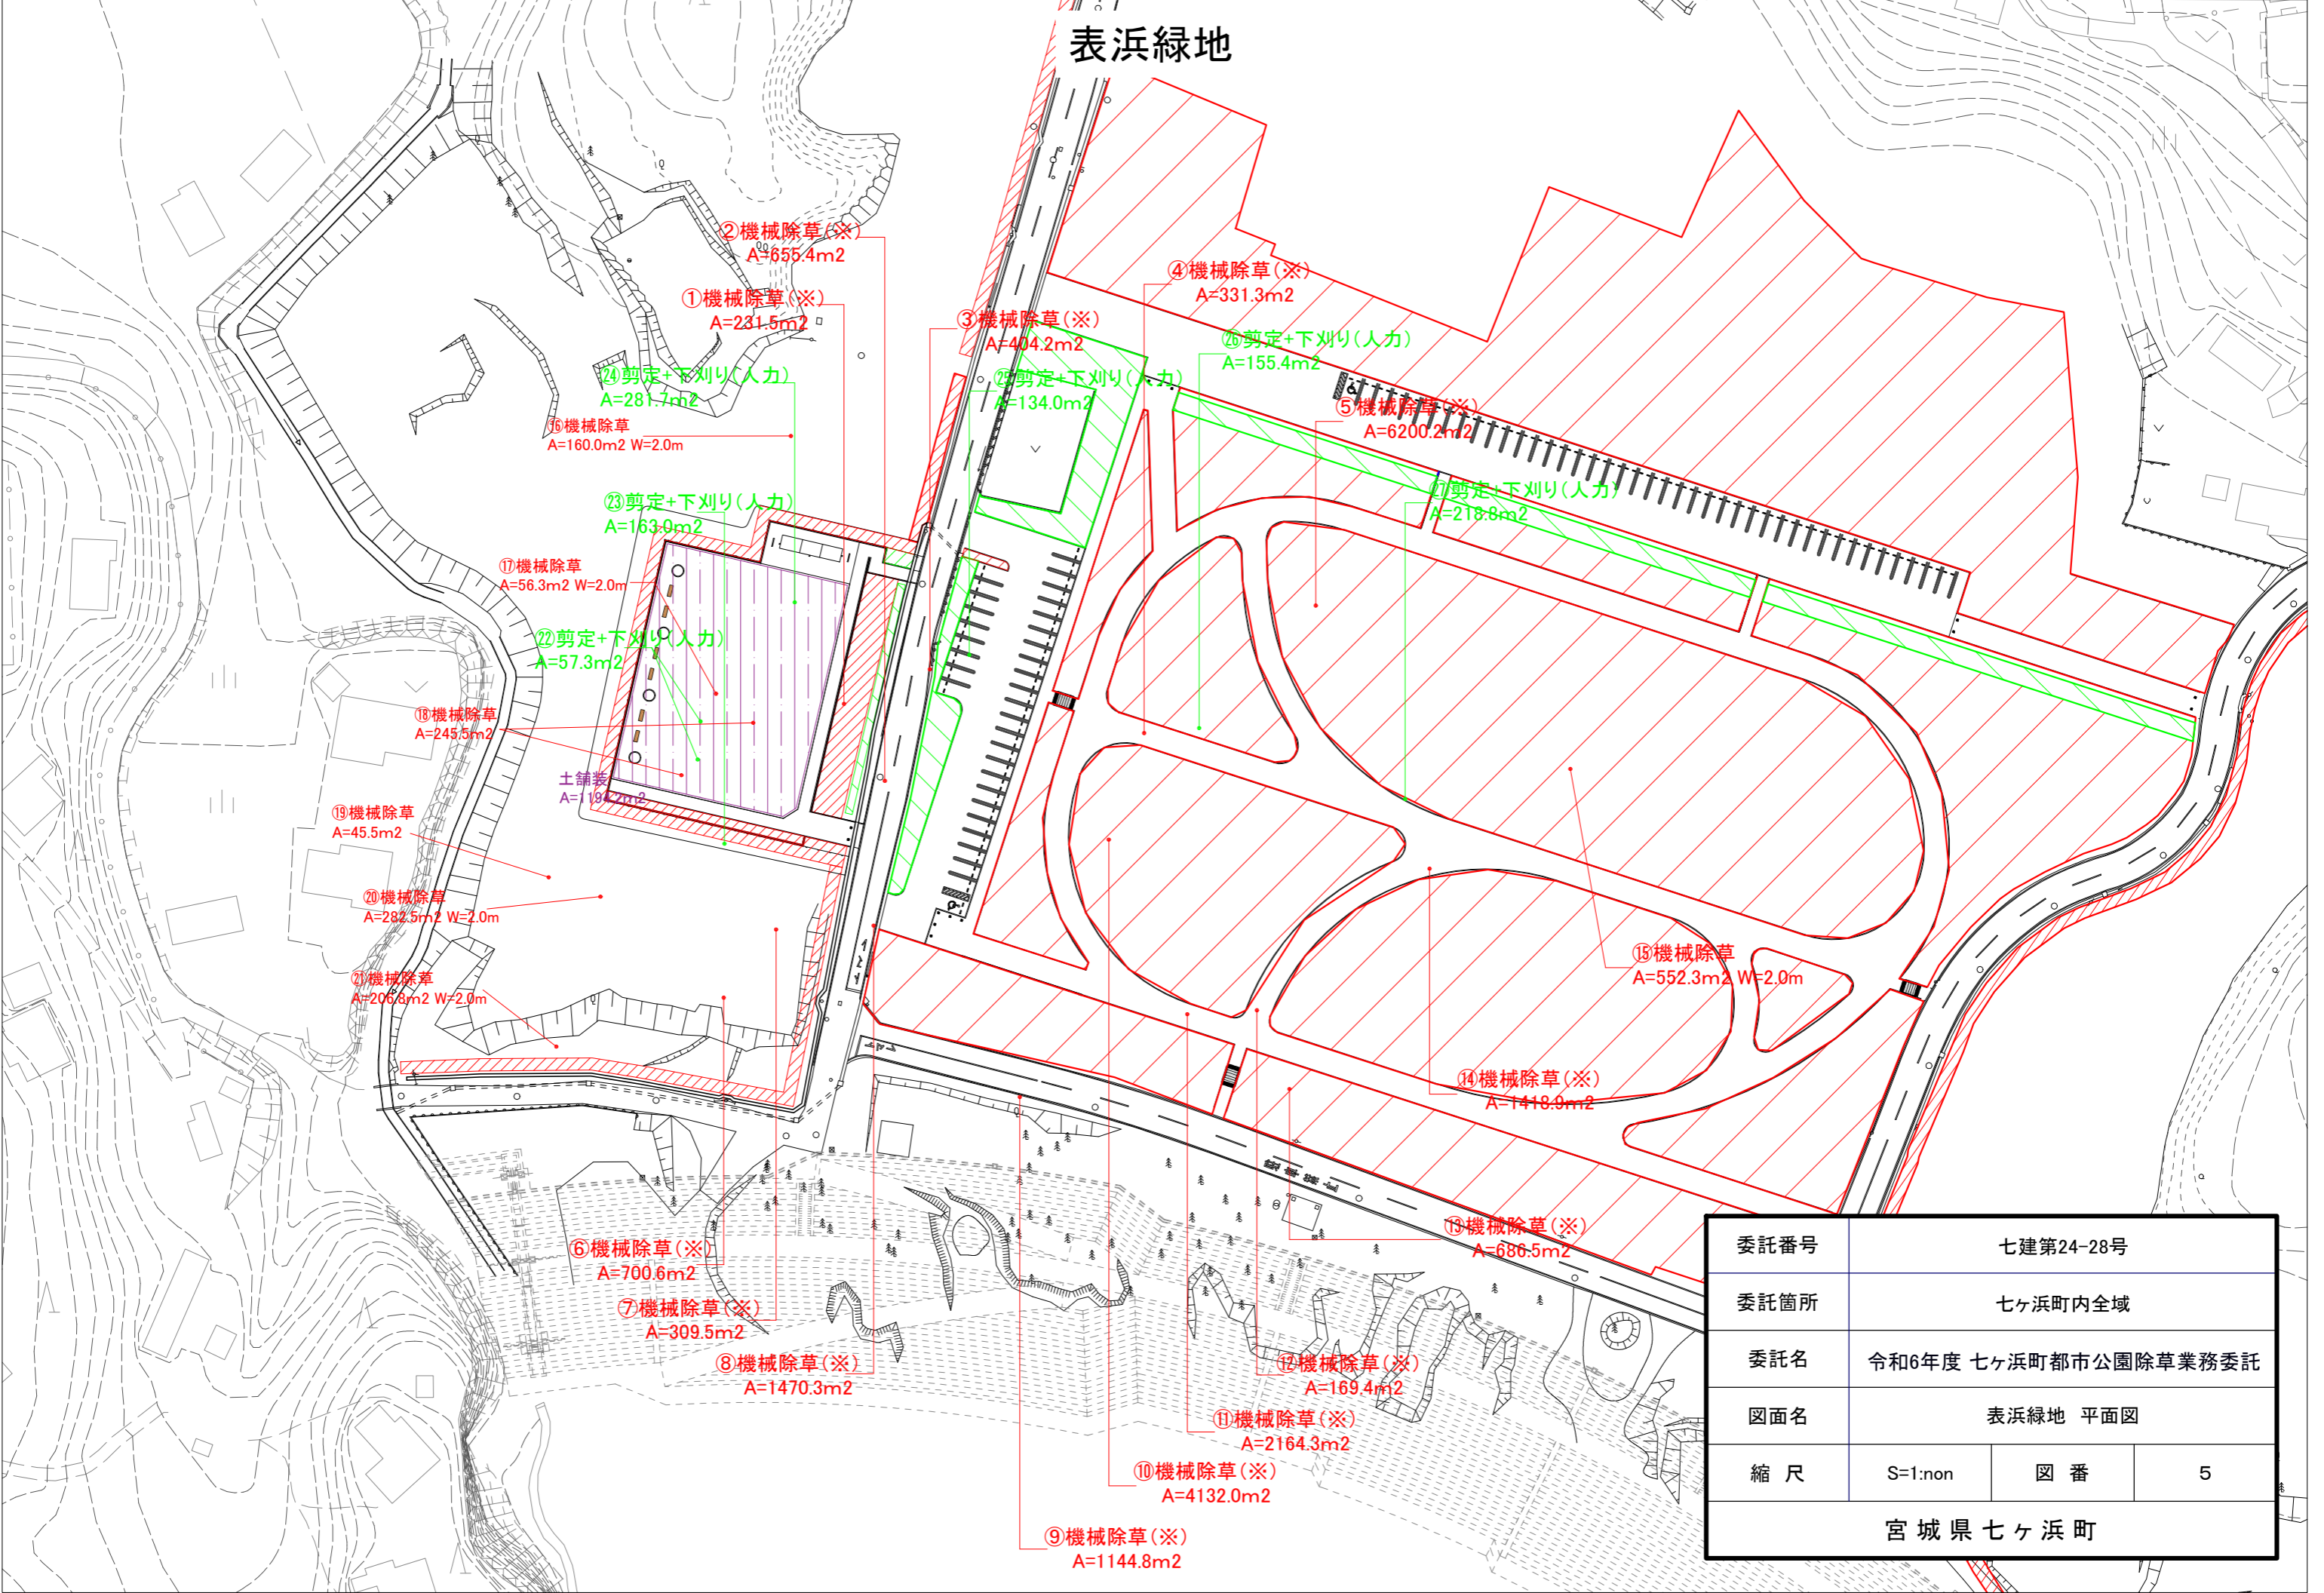 表浜緑地
②機械除草(※)
A=655.4m2
①機械除草(※)
A=231.5m2
③機械除草(※)
A=404.2m2
④機械除草(※)
A=331.3m2
㉖剪定+下刈り(人力)
A=155.4m2
㉔剪定+下刈り(人力)
A=281.7m2
㉕剪定+下刈り(人力)
A=134.0m2
⑤機械除草(※)
A=6200.2m2
⑯機械除草
A=160.0m2 W=2.0m
㉓剪定+下刈り(人力)
A=163.0m2
㉗剪定+下刈り(人力)
A=218.8m2
⑰機械除草
A=56.3m2 W=2.0m
㉒剪定+下刈り(人力)
A=57.3m2
⑱機械除草
A=245.5m2
土舗装
A=1194.2m2
⑲機械除草
A=45.5m2
⑳機械除草
A=282.5m2 W=2.0m
㉑機械除草
A=206.8m2 W=2.0m
⑮機械除草
A=552.3m2 W=2.0m
⑭機械除草(※)
A=1418.9m2
⑬機械除草(※)
A=686.5m2
⑥機械除草(※)
A=700.6m2
⑦機械除草(※)
A=309.5m2
⑧機械除草(※)
A=1470.3m2
⑫機械除草(※)
A=169.4m2
⑪機械除草(※)
A=2164.3m2
⑩機械除草(※)
A=4132.0m2
⑨機械除草(※)
A=1144.8m2
委託番号 七建第24-28号
委託箇所 七ヶ浜町内全域
委託名 令和6年度 七ヶ浜町都市公園除草業務委託
図面名 表浜緑地 平面図
縮 尺 S=1:non 図 番 5
宮城県七ヶ浜町